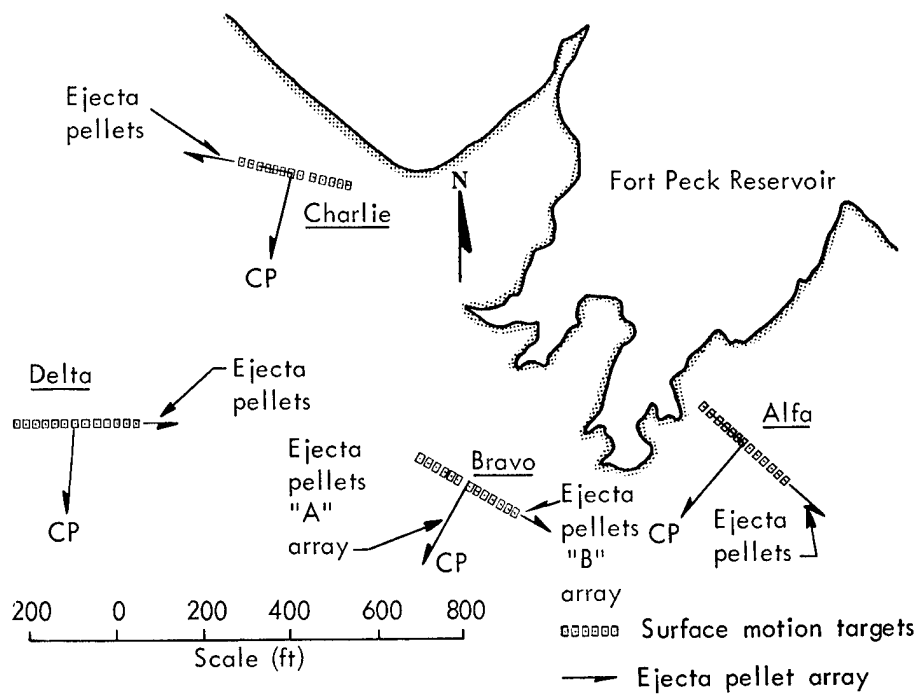 Ejecta
pellets
N
Fort Peck Reservoir
Charlie
CP
Delta
Ejecta
pellets
CP
Alfa
Ejecta
pellets
"A"
array
Bravo
CP
Ejecta
pellets
"B"
array
CP
Ejecta
pellets
200 0 200 400 600 800
Scale (ft)
Surface motion targets
Ejecta pellet array